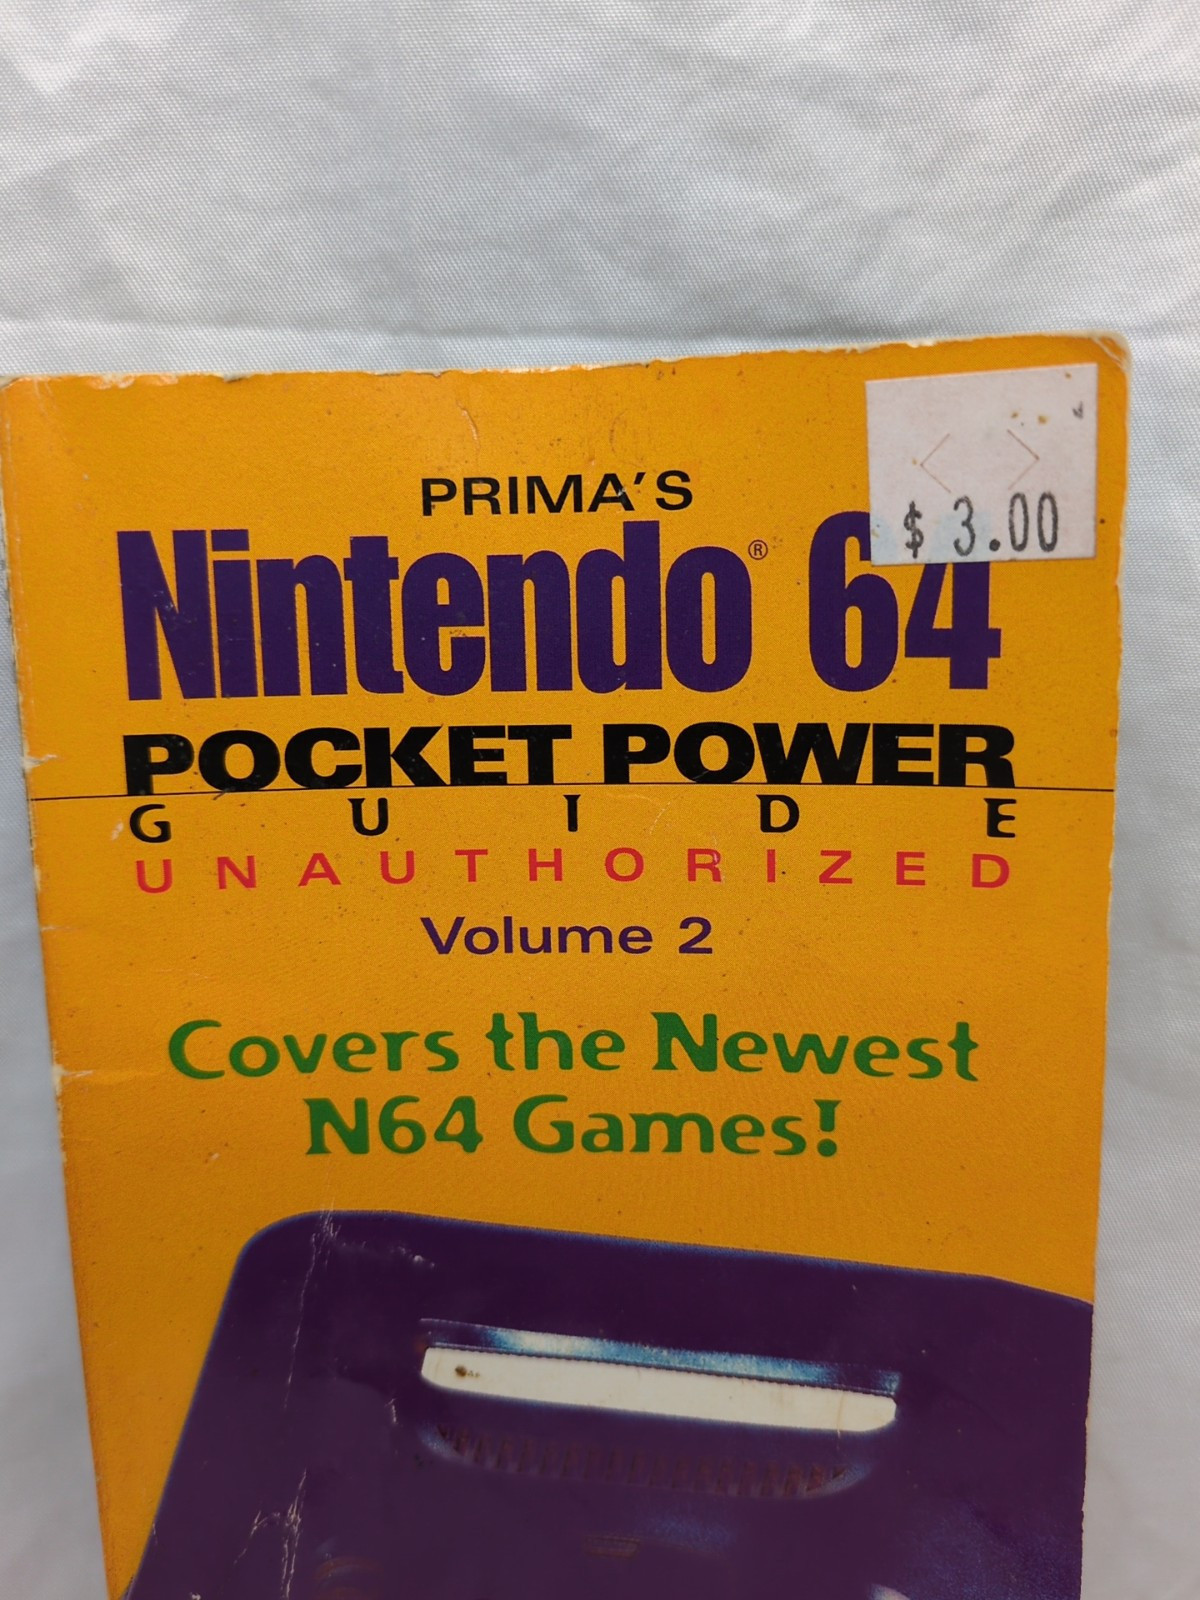 $ 3.00
PRIMA'S
Nintendo® 64
POCKET POWER
GUIDE
UNAUTHORIZED
Volume 2
Covers the Newest
N64 Games!